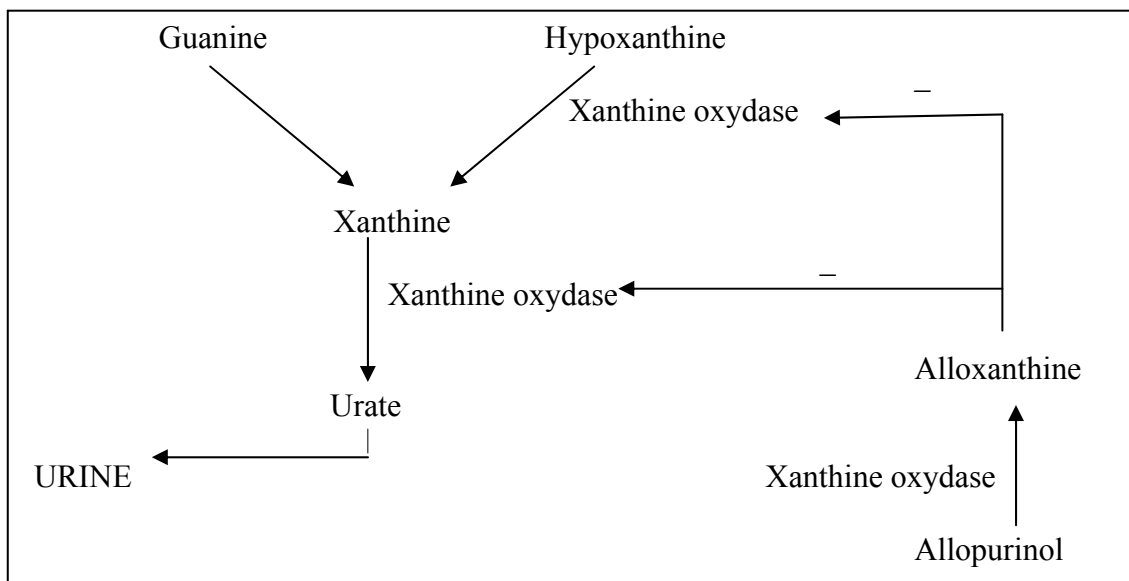 Guanine
Hypoxanthine
Xanthine oxydase
–
Xanthine
–
Xanthine oxydase
Alloxanthine
Urate
URINE
Xanthine oxydase
Allopurinol